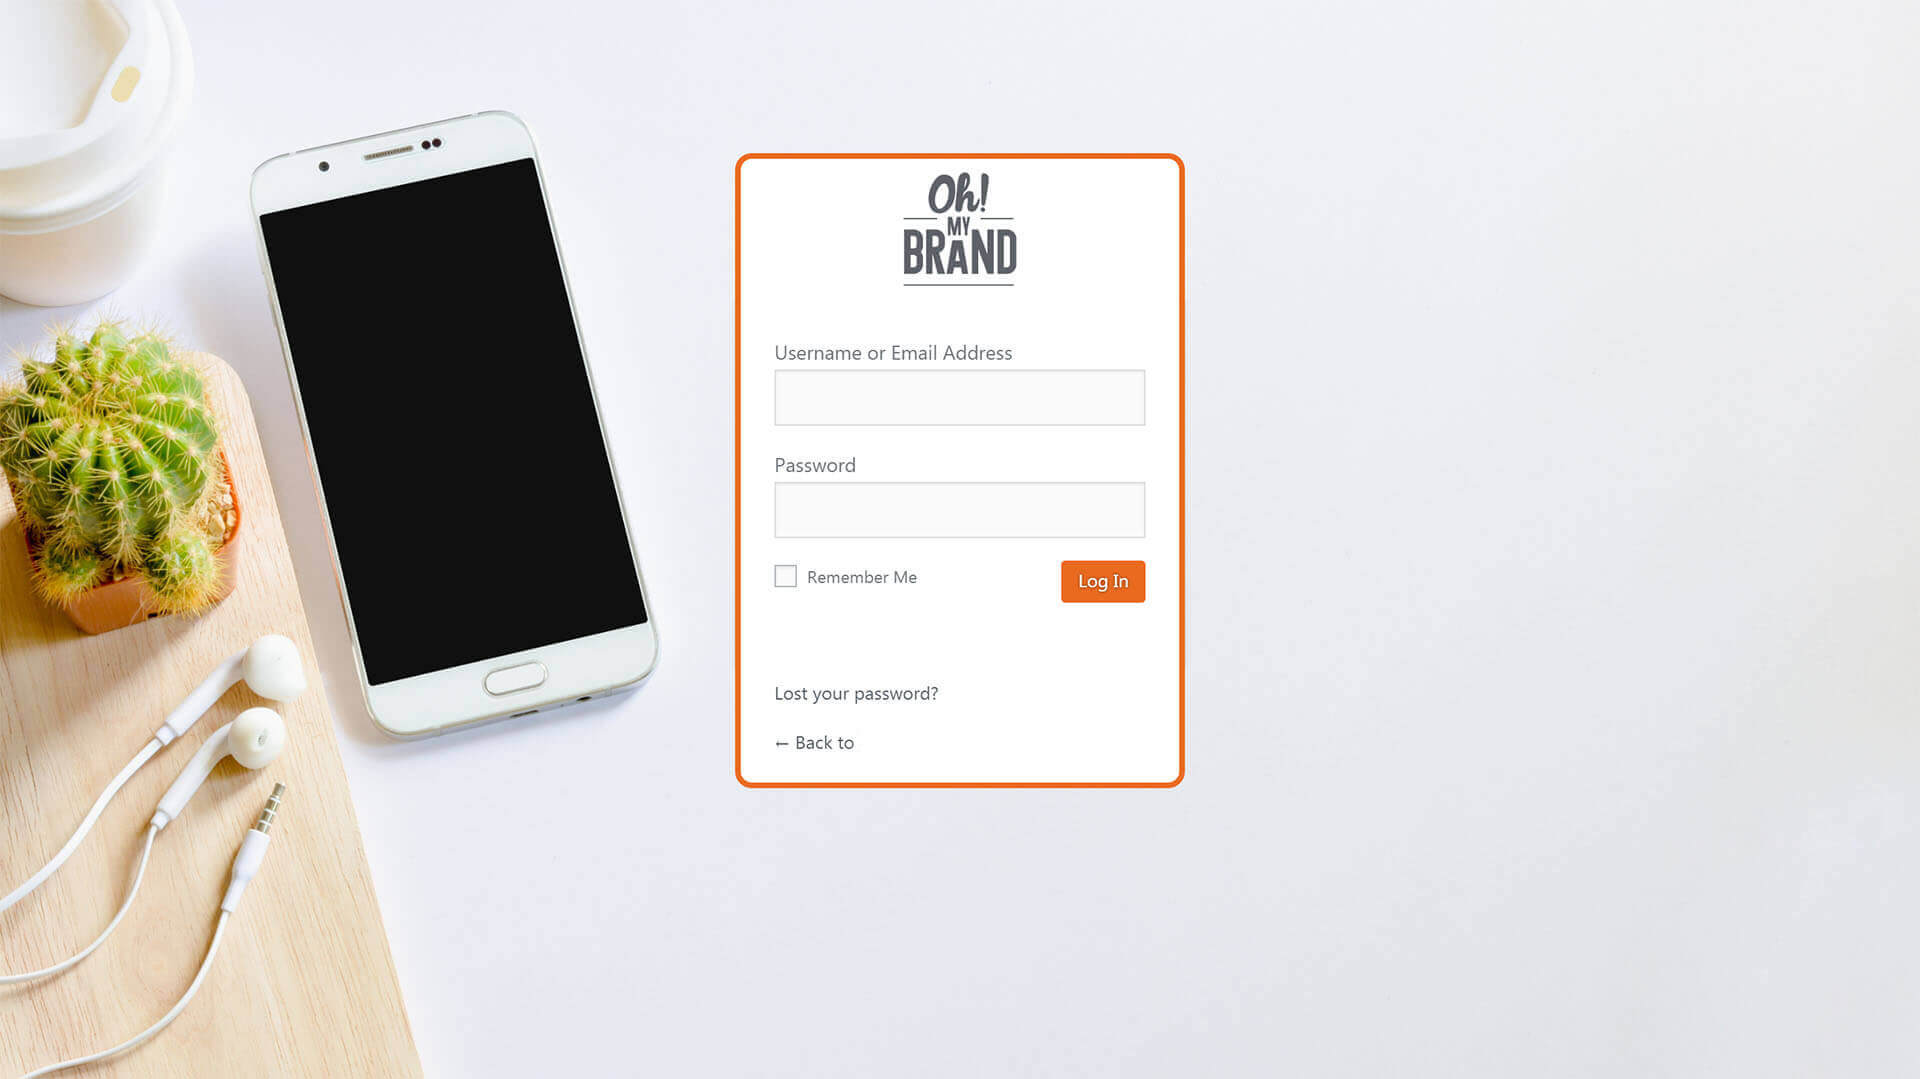 Oh!
MY
BRAND
Username or Email Address
Password
Remember Me
Log In
Lost your password?
← Back to